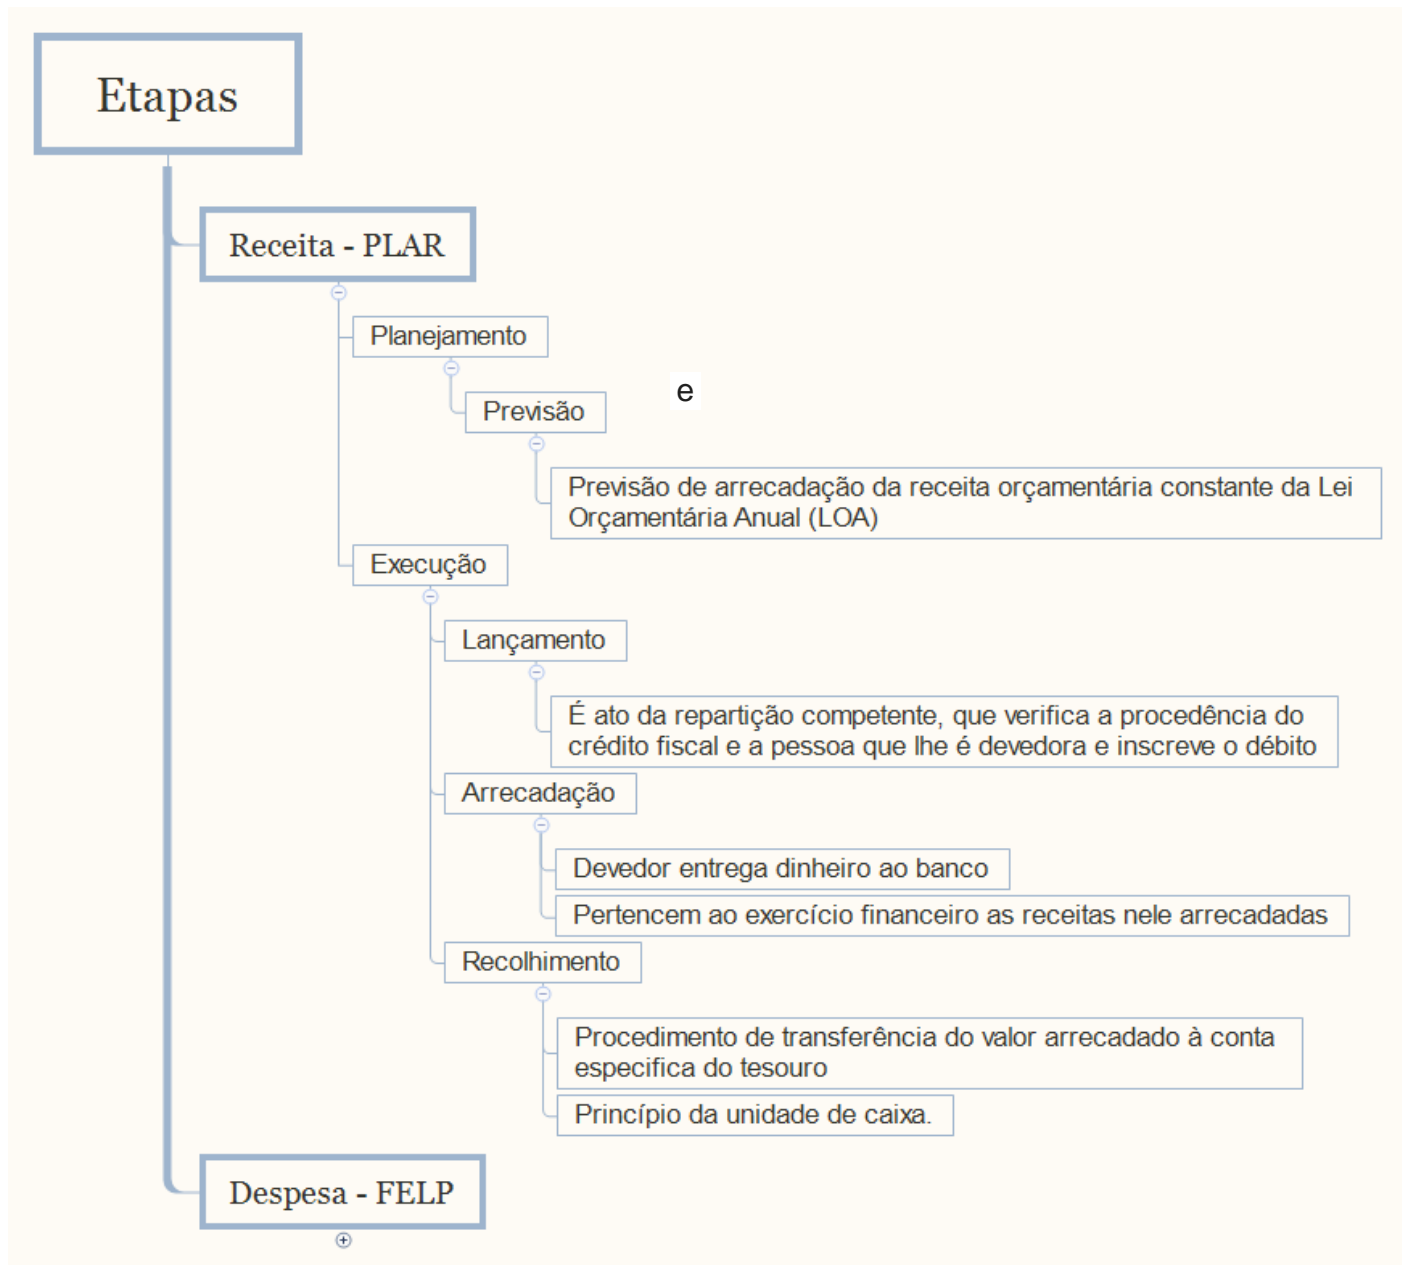 Etapas
Receita - PLAR
Planejamento
e
Previsão
Previsão de arrecadação da receita orçamentária constante da Lei
Orçamentária Anual (LOA)
Execução
Lançamento
É ato da repartição competente, que verifica a procedência do
crédito fiscal e a pessoa que lhe é devedora e inscreve o débito
Arrecadação
Devedor entrega dinheiro ao banco
Pertencem ao exercício financeiro as receitas nele arrecadadas
Recolhimento
Procedimento de transferência do valor arrecadado à conta
especifica do tesouro
Princípio da unidade de caixa.
Despesa - FELP